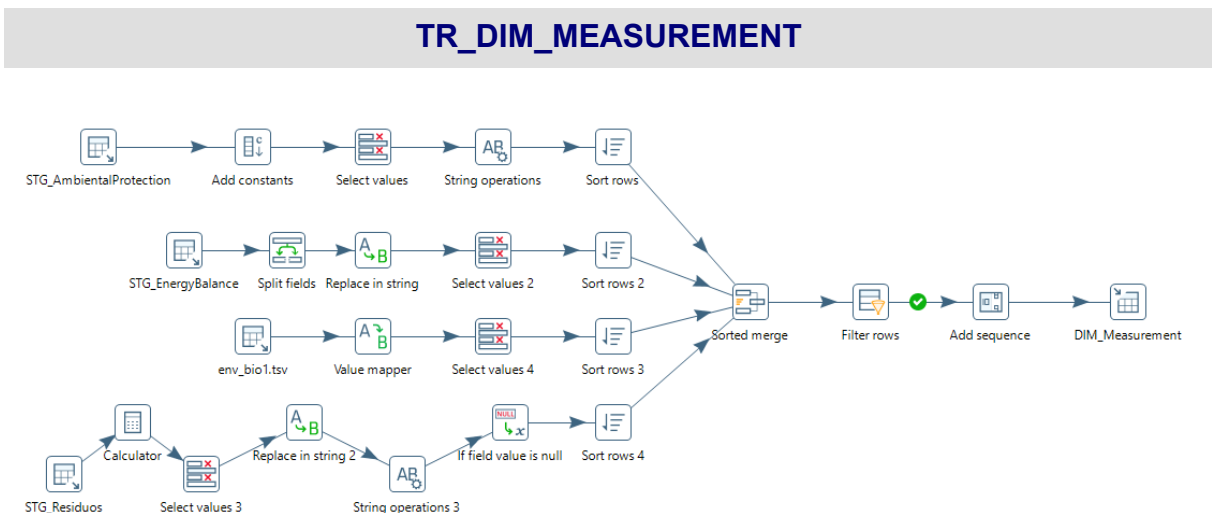 TR_DIM_MEASUREMENT
STG_AmbientalProtection
Add constants
Select values
String operations
Sort rows
STG_EnergyBalance
Split fields
Replace in string
Select values 2
Sort rows 2
Sorted merge
Filter rows
Add sequence
DIM_Measurement
env_bio1.tsv
Value mapper
Select values 4
Sort rows 3
Calculator
Replace in string 2
If field value is null
Sort rows 4
STG_Residuos
Select values 3
String operations 3